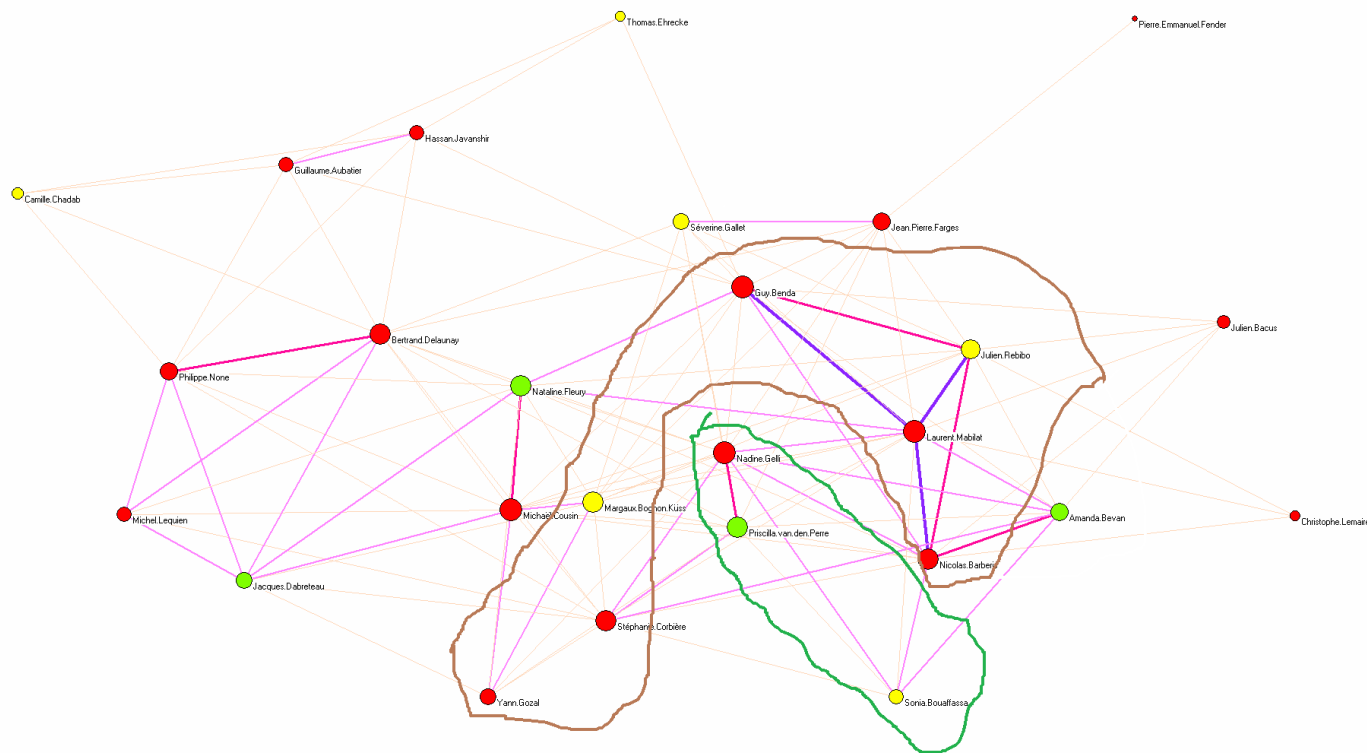 Thomas.Ehrecke
Pierre.Emmanuel.Fender
Hassan.Javanshir
Guillaume.Aubatier
Camille.Chadab
Séverine.Gallet
Jean.Pierre.Farges
Guy.Benda
Julien.Bacus
Bertrand.Delaunay
Julien.Rebibo
Philippe.None
Nataline.Fleury
Laurent.Mabilat
Nadine.Gelli
Margaux.Bognon.Küss
Michaël.Cousin
Michel.Lequien
Amanda.Bevan
Christophe.Lemaire
Priscilla.van.den.Perre
Nicolas.Barberi
Jacques.Dabreteau
Stéphanie.Corbière
Yann.Gozal
Sonia.Bouaffassa